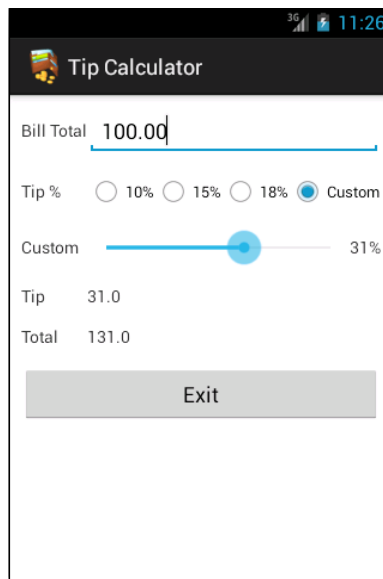 3G 11:26
Tip Calculator
Bill Total 100.00
Tip % 10% 15% 18% Custom
Custom 31%
Tip 31.0
Total 131.0
Exit